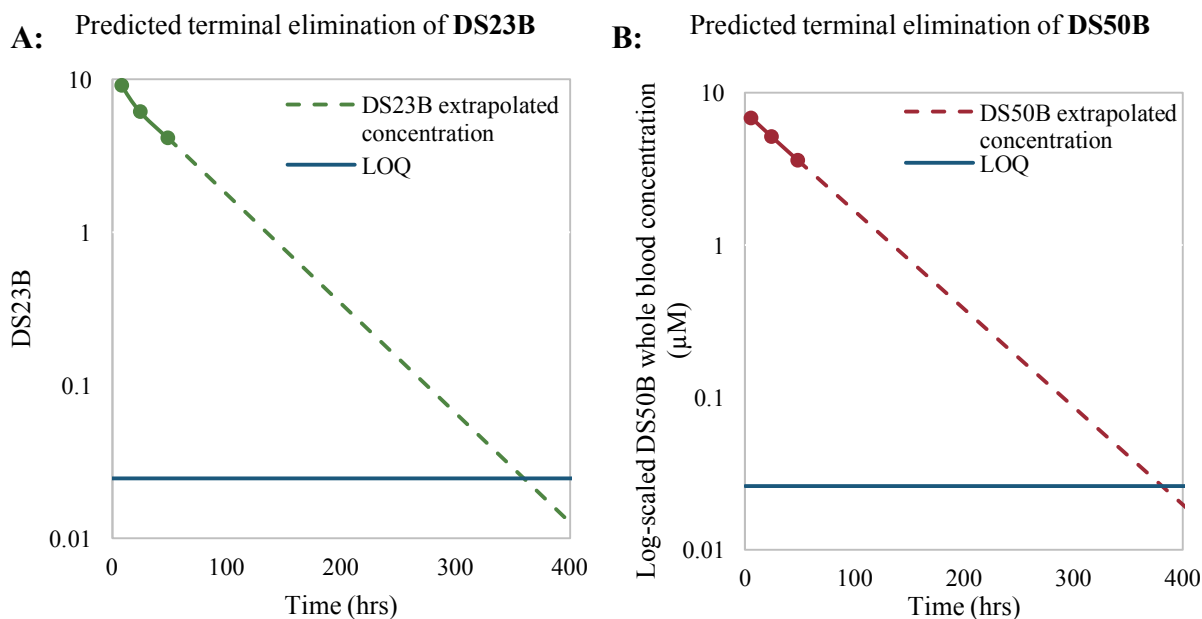 A:
Predicted terminal elimination of DS23B
10
1
0.1
0.01
DS23B
DS23B extrapolated
concentration
LOQ
0
100
200
300
400
Time (hrs)
B:
Predicted terminal elimination of DS50B
Log-scaled DS50B whole blood concentration
(µM)
10
1
0.1
0.01
DS50B extrapolated
concentration
LOQ
0
100
200
300
400
Time (hrs)